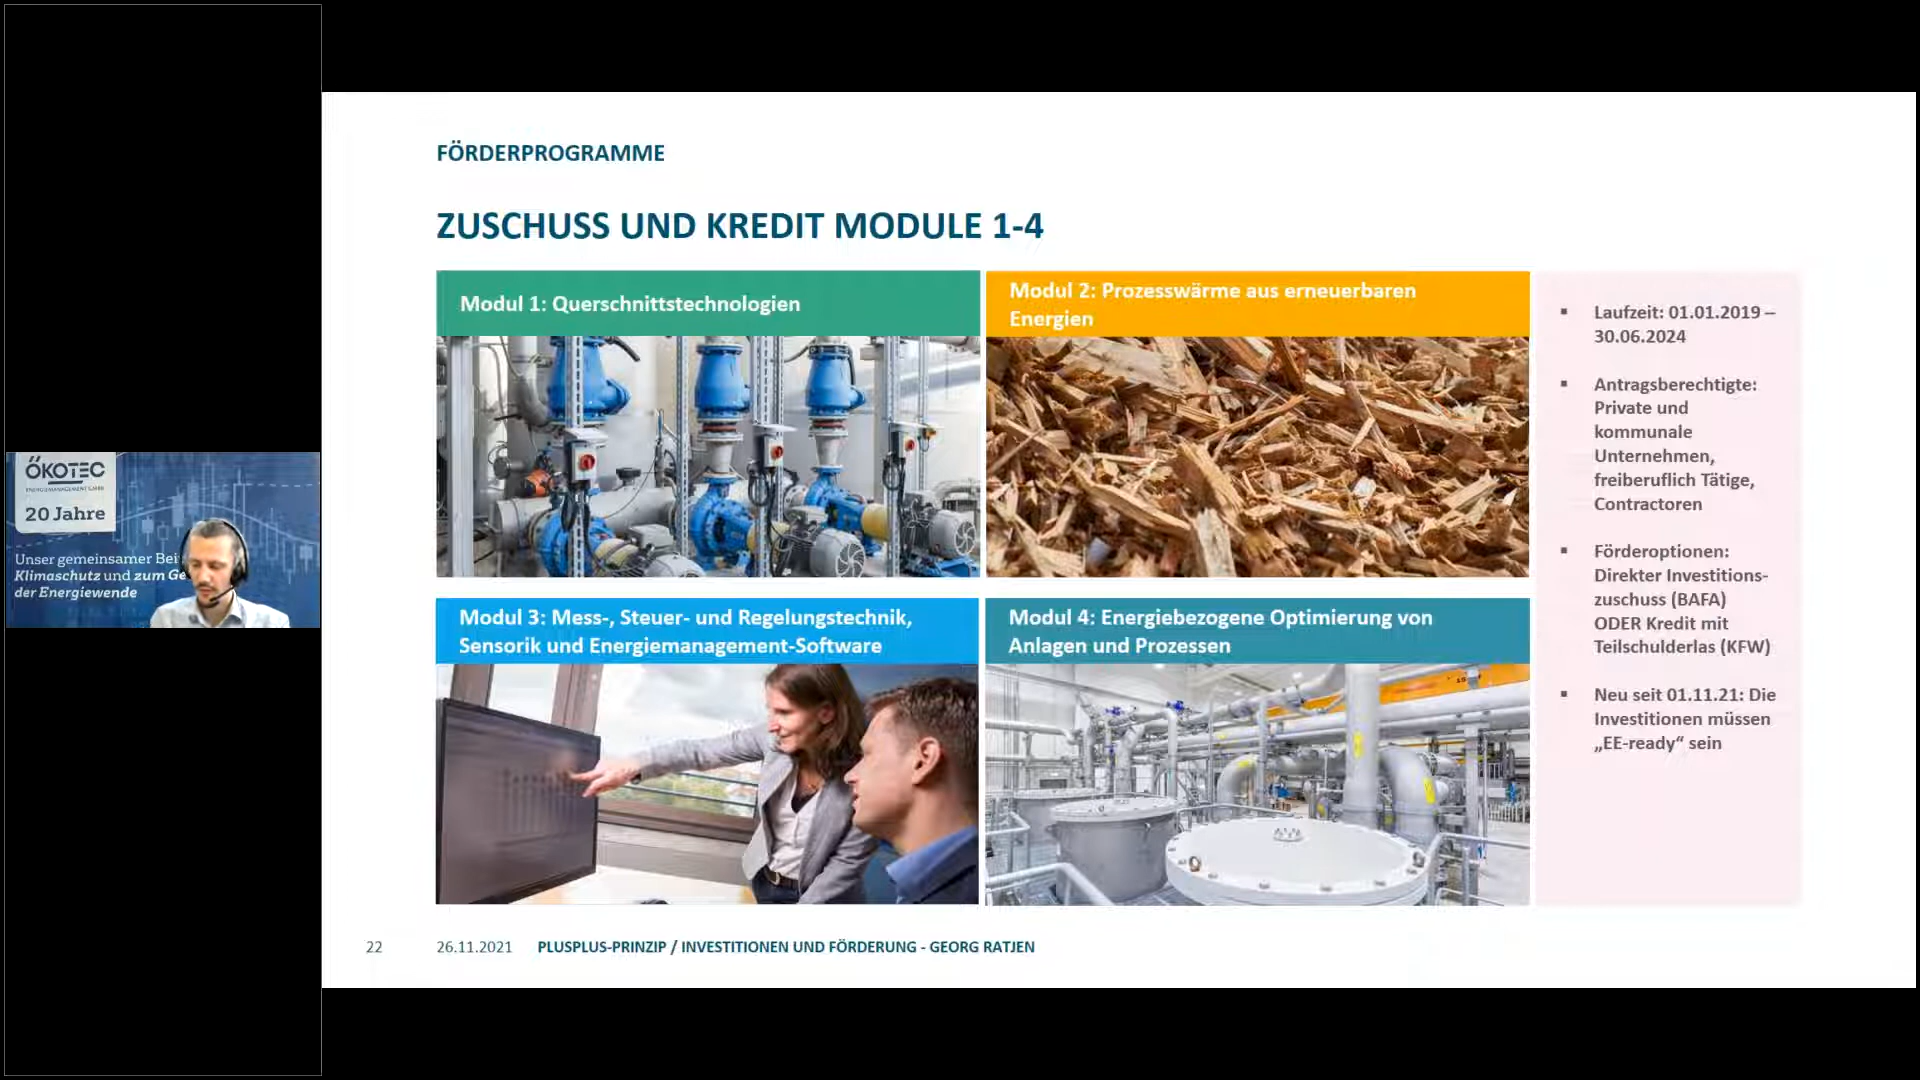 ÖKOTEC
ENERGIEMANAGEMENT GMBH
20 Jahre
Unser gemeinsamer Bei
Klimaschutz und zum Ge
der Energiewende
FÖRDERPROGRAMME
ZUSCHUSS UND KREDIT MODULE 1-4
Modul 1: Querschnittstechnologien
Modul 2: Prozesswärme aus erneuerbaren
Energien
Modul 3: Mess-, Steuer- und Regelungstechnik,
Sensorik und Energiemanagement-Software
Modul 4: Energiebezogene Optimierung von
Anlagen und Prozessen
▪ Laufzeit: 01.01.2019 –
30.06.2024
▪ Antragsberechtigte:
Private und
kommunale
Unternehmen,
freiberuflich Tätige,
Contractoren
▪ Förderoptionen:
Direkter Investitions-
zuschuss (BAFA)
ODER Kredit mit
Teilschulderlas (KFW)
▪ Neu seit 01.11.21: Die
Investitionen müssen
„EE-ready“ sein
22 26.11.2021 PLUSPLUS-PRINZIP / INVESTITIONEN UND FÖRDERUNG - GEORG RATJEN